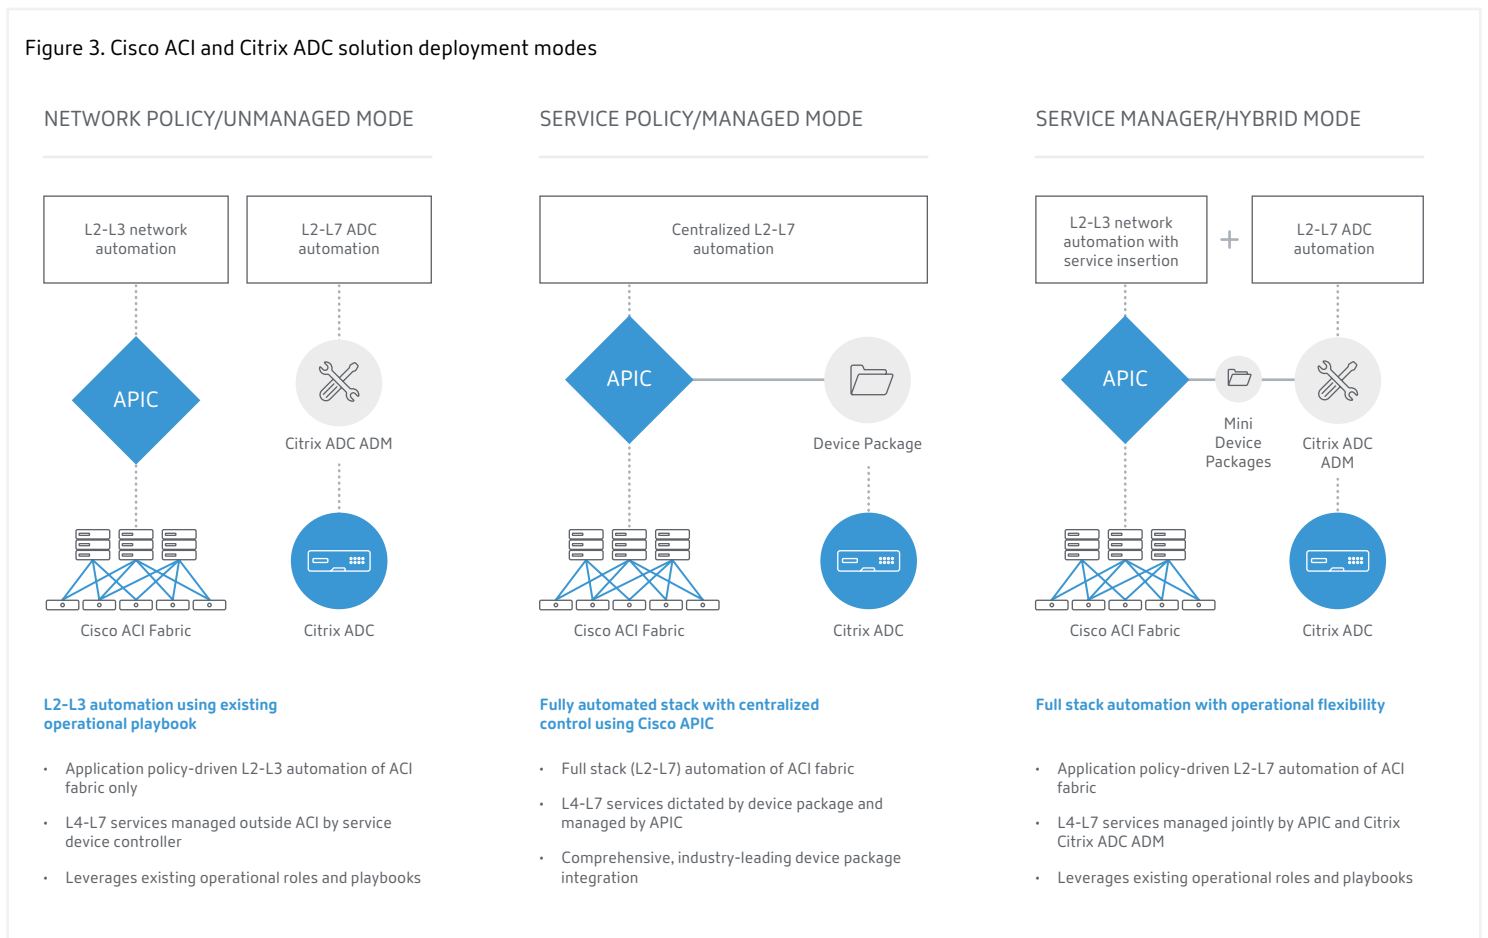 Figure 3. Cisco ACI and Citrix ADC solution deployment modes
NETWORK POLICY/UNMANAGED MODE
L2-L3 network
automation
L2-L7 ADC
automation
APIC
Citrix ADC ADM
Cisco ACI Fabric
Citrix ADC
L2-L3 automation using existing
operational playbook
• Application policy-driven L2-L3 automation of ACI
fabric only
• L4-L7 services managed outside ACI by service
device controller
• Leverages existing operational roles and playbooks
SERVICE POLICY/MANAGED MODE
Centralized L2-L7
automation
APIC
Device Package
Cisco ACI Fabric
Citrix ADC
Fully automated stack with centralized
control using Cisco APIC
• Full stack (L2-L7) automation of ACI fabric
• L4-L7 services dictated by device package and
managed by APIC
• Comprehensive, industry-leading device package
integration
SERVICE MANAGER/HYBRID MODE
L2-L3 network
automation with
service insertion
+
L2-L7 ADC
automation
APIC
Mini
Device
Packages
Citrix ADC
ADM
Cisco ACI Fabric
Citrix ADC
Full stack automation with operational flexibility
• Application policy-driven L2-L7 automation of ACI
fabric
• L4-L7 services managed jointly by APIC and Citrix
Citrix ADC ADM
• Leverages existing operational roles and playbooks